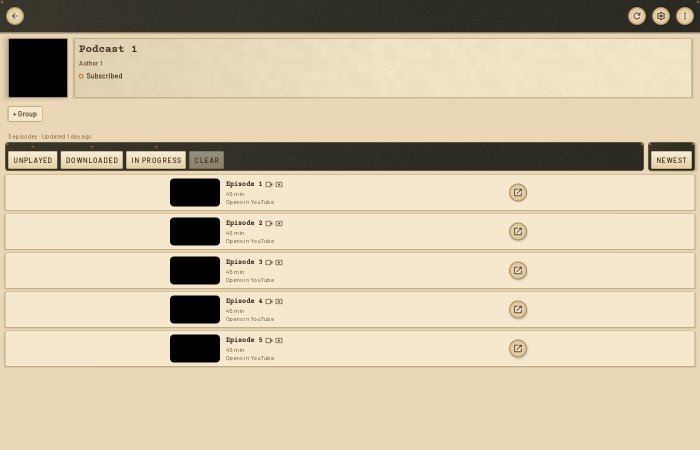 Podcast 1
Author 1
Subscribed
+ Group
3 episodes · Updated 1 day ago
UNPLAYED DOWNLOADED IN PROGRESS CLEAR NEWEST
Episode 1
45 min
Opens in YouTube
Episode 2
45 min
Opens in YouTube
Episode 3
45 min
Opens in YouTube
Episode 4
45 min
Opens in YouTube
Episode 5
45 min
Opens in YouTube